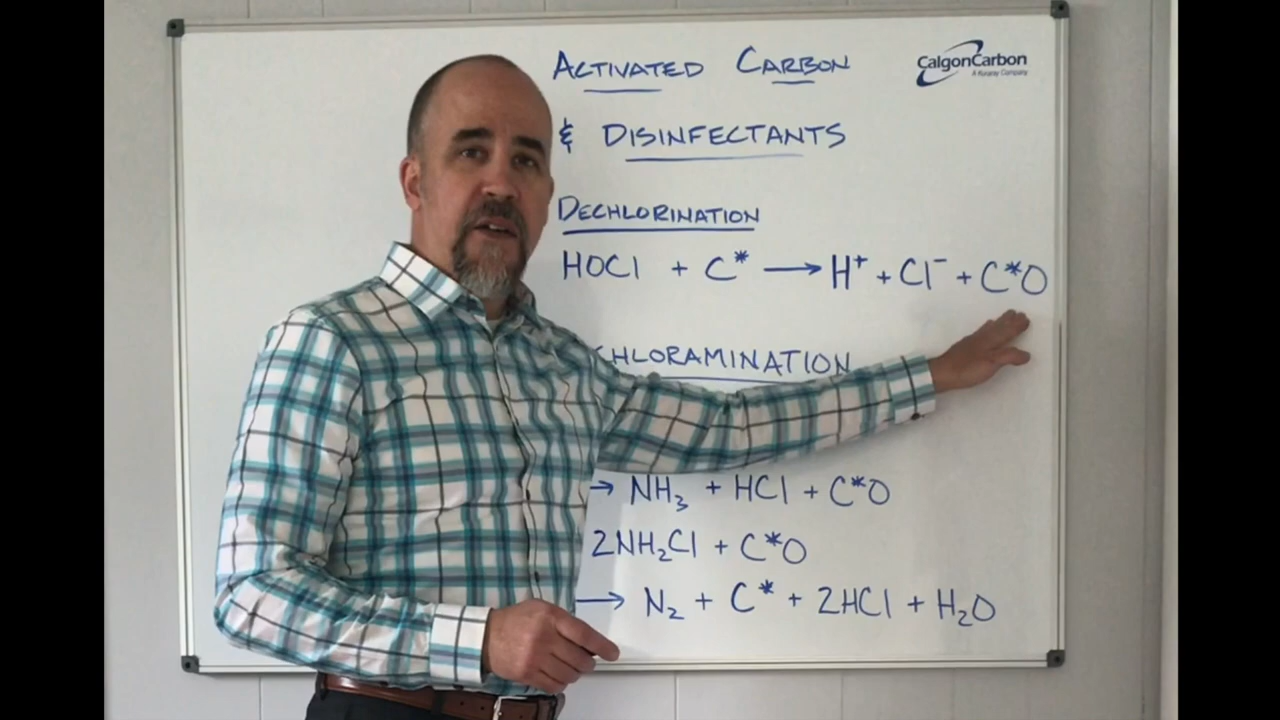 ACTIVATED CARBON
CalgonCarbon
A Kuraray Company
& DISINFECTANTS
DECHLORINATION
HOCl + C* → H⁺ + Cl⁻ + C*O
CHLORAMINATION
→ NH₃ + HCl + C*O
2NH₂Cl + C*O
→ N₂ + C* + 2HCl + H₂O